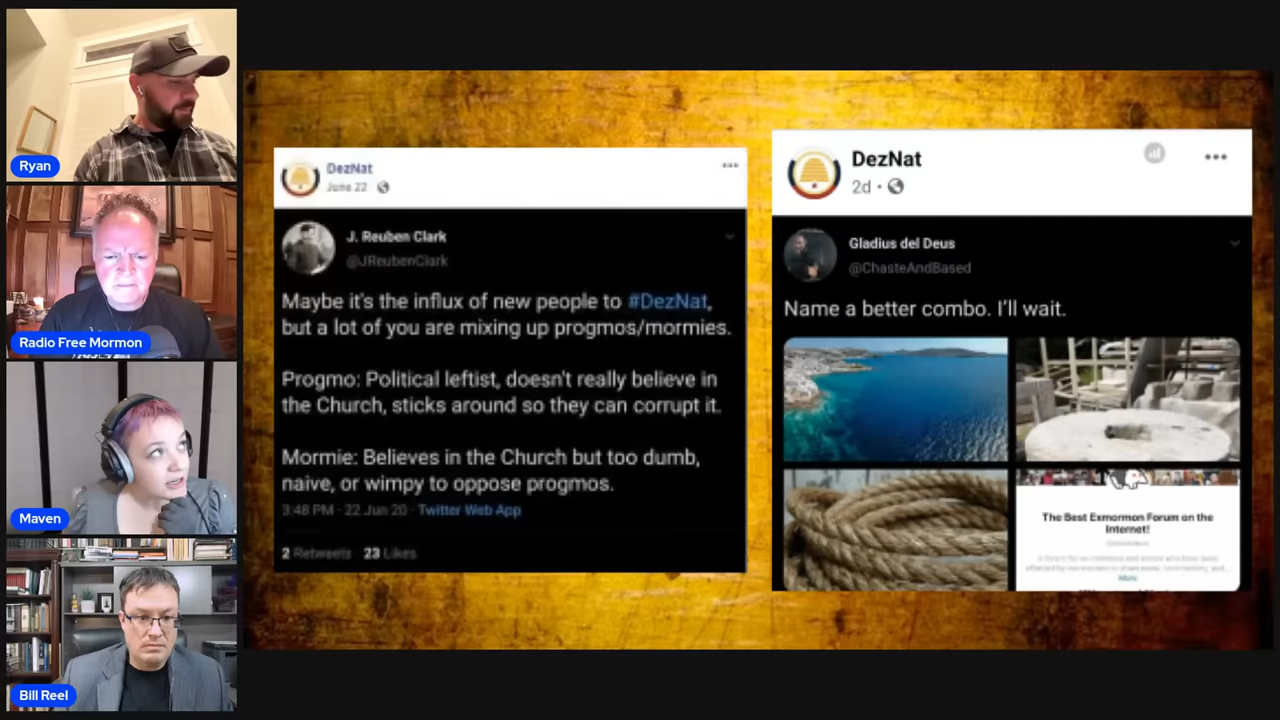 Ryan
Radio Free Mormon
Maven
Bill Reel
DezNat
June 22
J. Reuben Clark
@JReubenClark
Maybe it's the influx of new people to #DezNat,
but a lot of you are mixing up progmos/mormies.
Progmo: Political leftist, doesn't really believe in
the Church, sticks around so they can corrupt it.
Mormie: Believes in the Church but too dumb,
naive, or wimpy to oppose progmos.
3:48 PM · 22 Jun 20 · Twitter Web App
2 Retweets 23 Likes
DezNat
2d ·
Gladius del Deus
@ChasteAndBased
Name a better combo. I'll wait.
The Best Exmormon Forum on the
Internet!
More